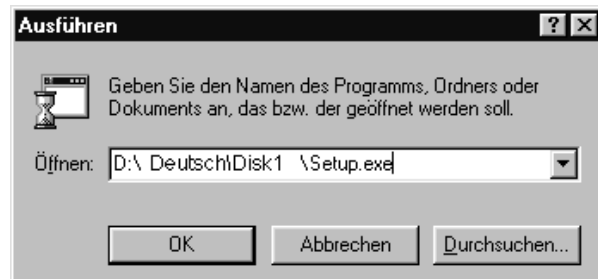 Ausführen
Geben Sie den Namen des Programms, Ordners oder
Dokuments an, das bzw. der geöffnet werden soll.
Öffnen: D:\ Deutsch\Disk1 \Setup.exe
OK Abbrechen Durchsuchen...